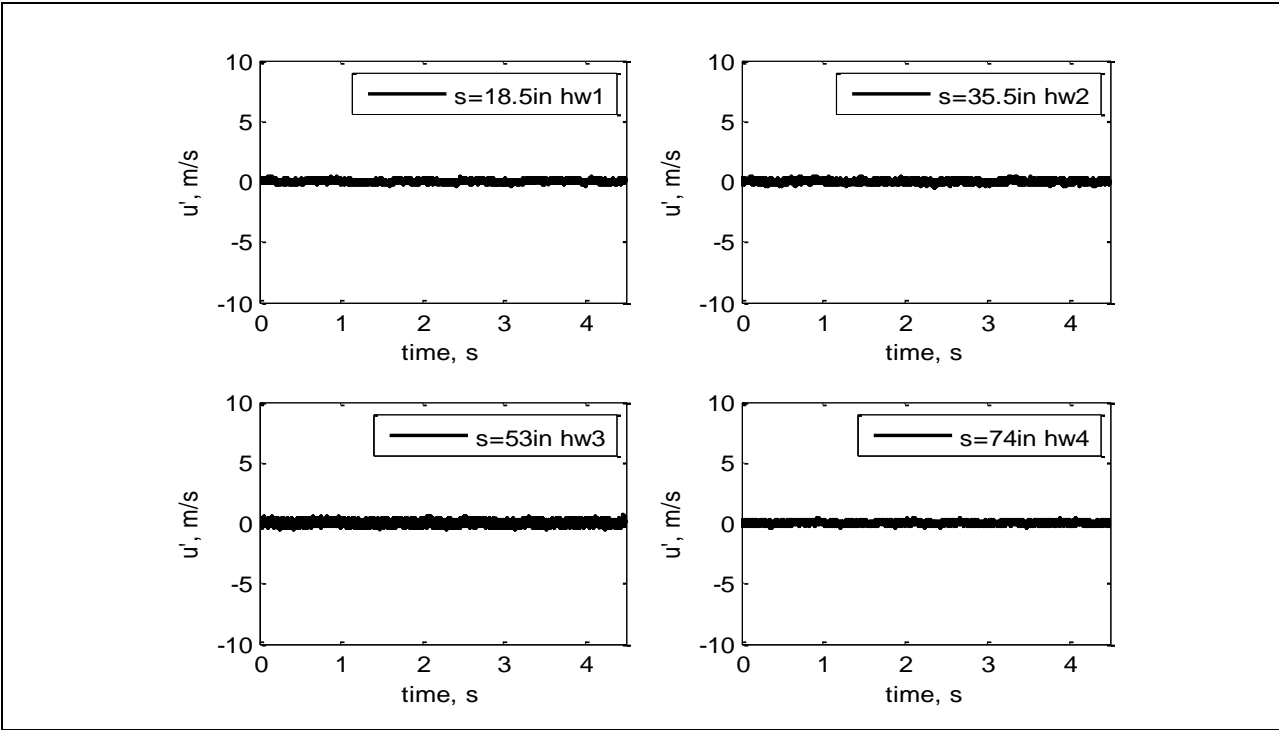 10
5
0
-5
-10
u', m/s
s=18.5in hw1
0 1 2 3 4
time, s
10
5
0
-5
-10
u', m/s
s=35.5in hw2
0 1 2 3 4
time, s
10
5
0
-5
-10
u', m/s
s=53in hw3
0 1 2 3 4
time, s
10
5
0
-5
-10
u', m/s
s=74in hw4
0 1 2 3 4
time, s